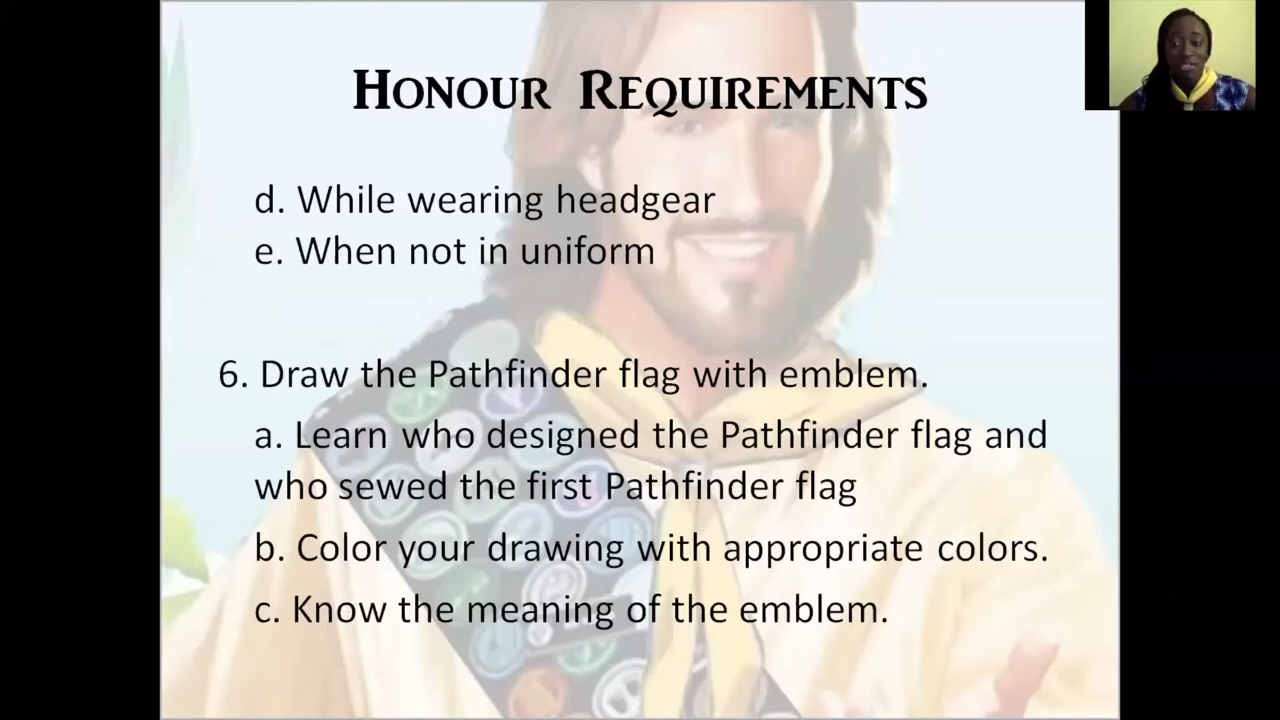 Honour Requirements
d. While wearing headgear
e. When not in uniform
6. Draw the Pathfinder flag with emblem.
a. Learn who designed the Pathfinder flag and
who sewed the first Pathfinder flag
b. Color your drawing with appropriate colors.
c. Know the meaning of the emblem.